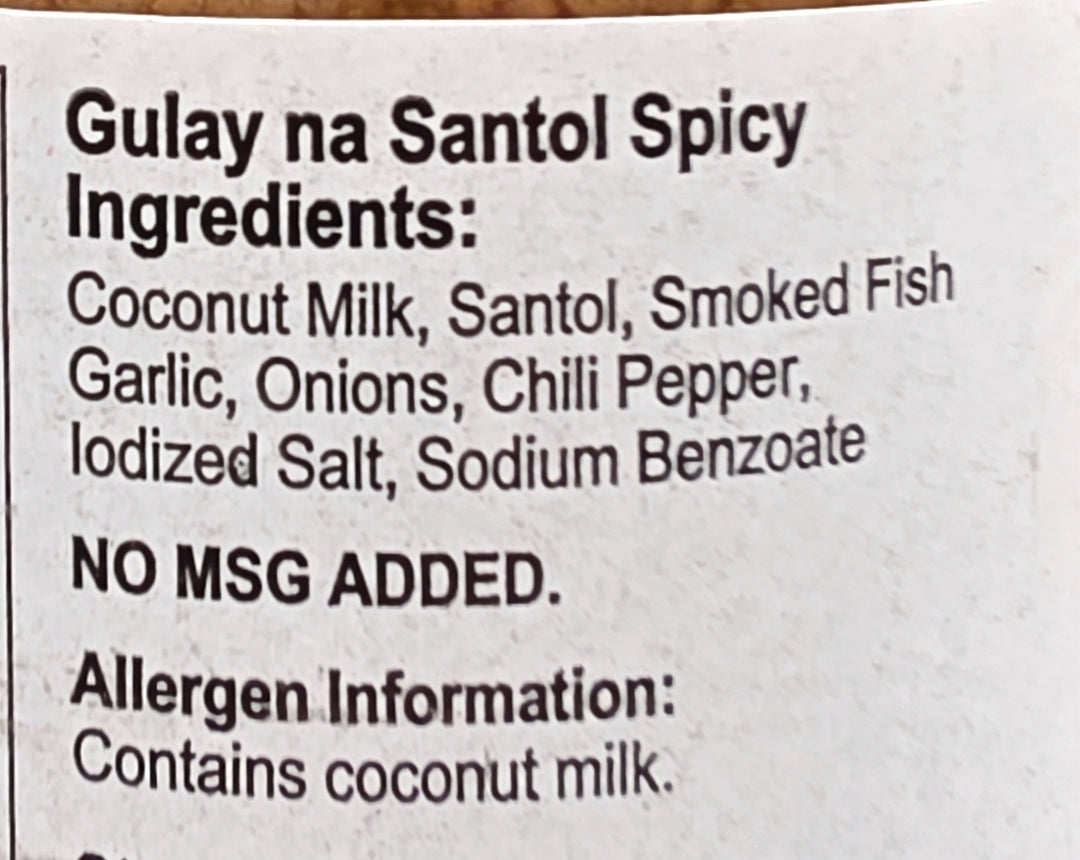 Gulay na Santol Spicy
Ingredients:
Coconut Milk, Santol, Smoked Fish
Garlic, Onions, Chili Pepper,
Iodized Salt, Sodium Benzoate
NO MSG ADDED.
Allergen Information:
Contains coconut milk.